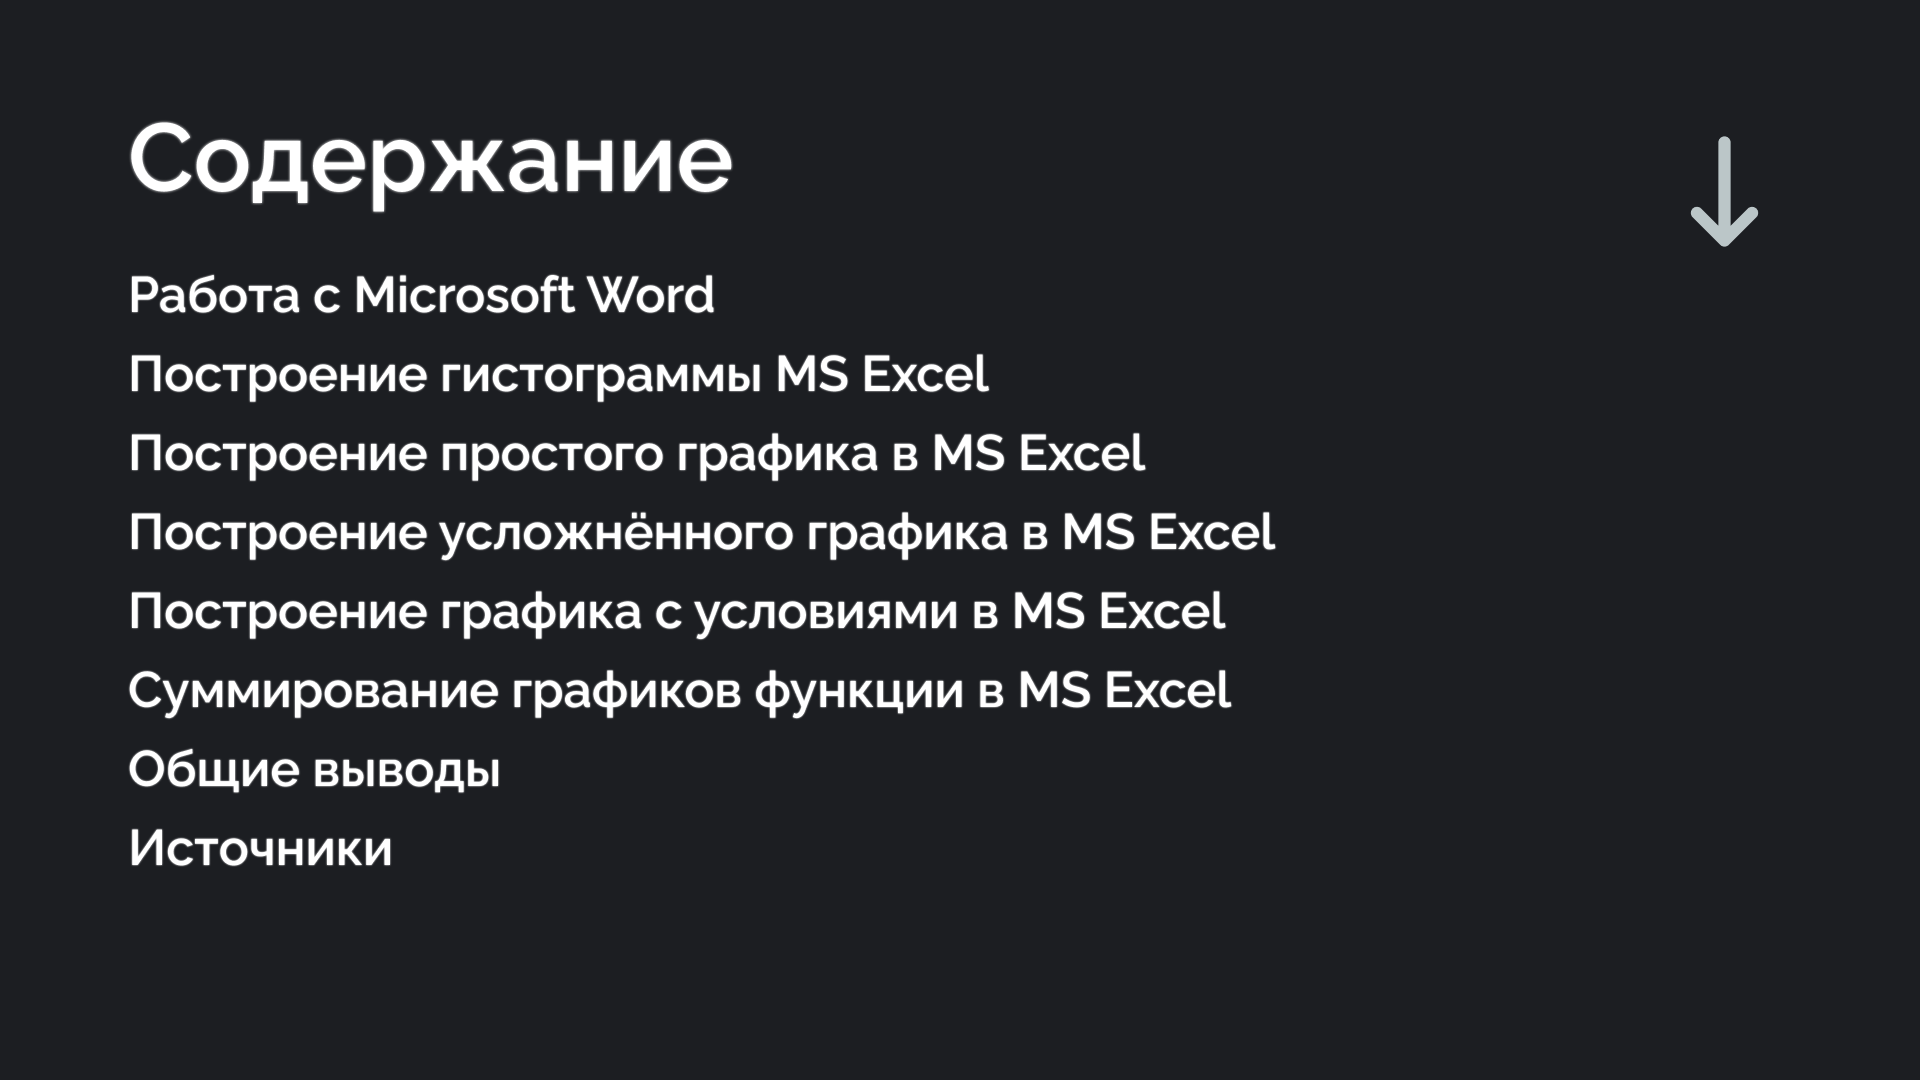 Содержание
Работа с Microsoft Word
Построение гистограммы MS Excel
Построение простого графика в MS Excel
Построение усложнённого графика в MS Excel
Построение графика с условиями в MS Excel
Суммирование графиков функции в MS Excel
Общие выводы
Источники